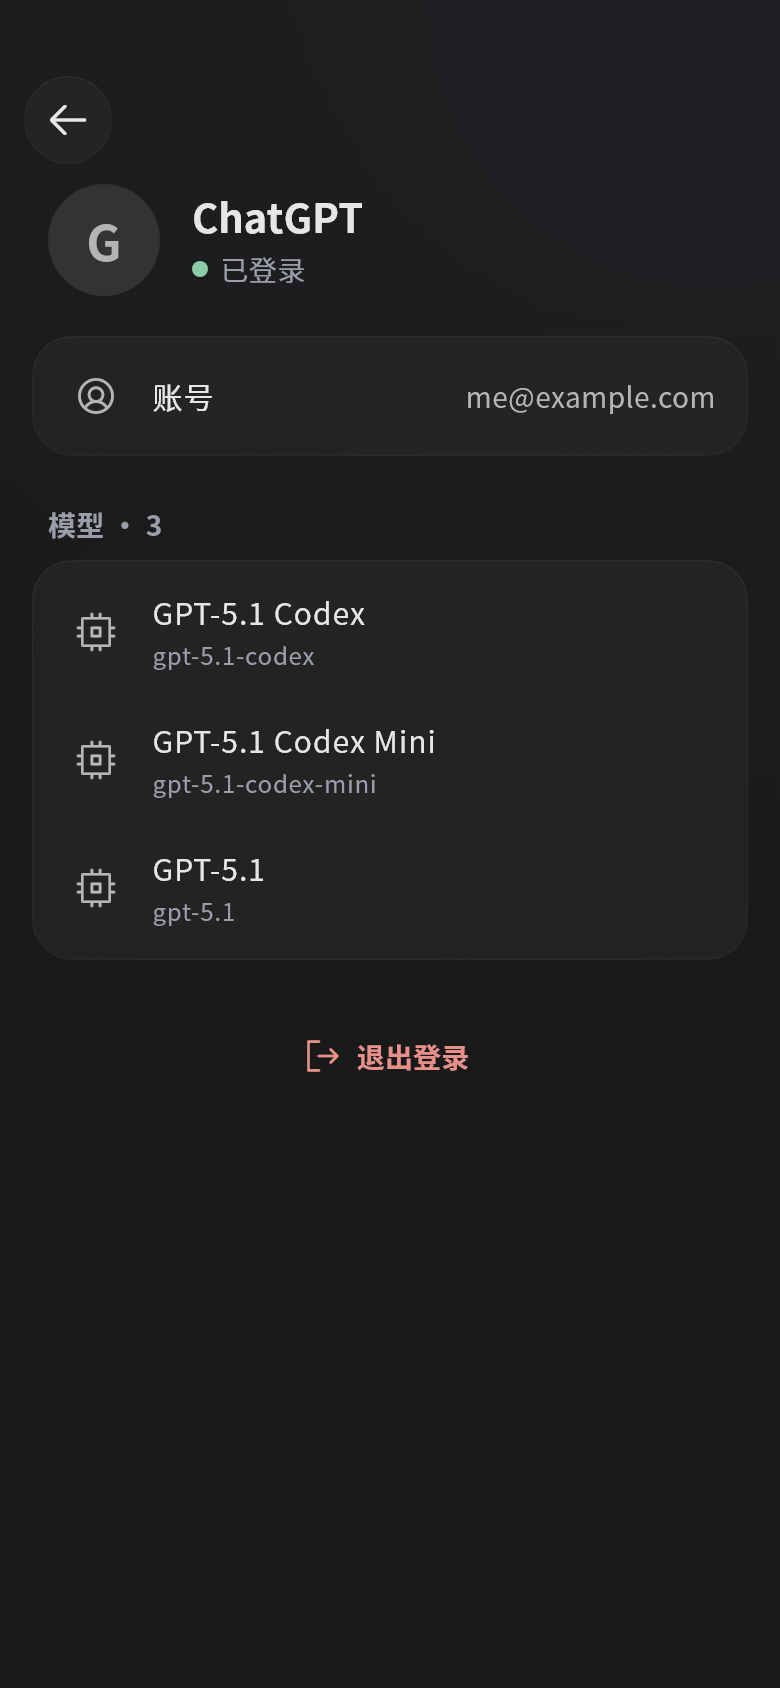 G
ChatGPT
已登录
账号
me@example.com
模型 · 3
GPT-5.1 Codex
gpt-5.1-codex
GPT-5.1 Codex Mini
gpt-5.1-codex-mini
GPT-5.1
gpt-5.1
退出登录